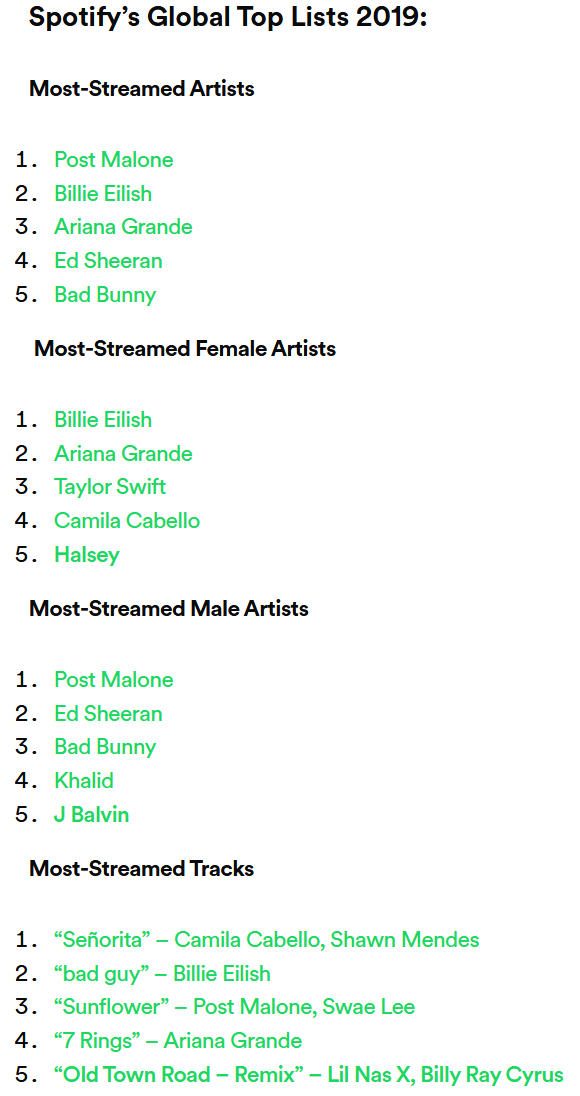 Spotify’s Global Top Lists 2019:
Most-Streamed Artists
1. Post Malone
2. Billie Eilish
3. Ariana Grande
4. Ed Sheeran
5. Bad Bunny
Most-Streamed Female Artists
1. Billie Eilish
2. Ariana Grande
3. Taylor Swift
4. Camila Cabello
5. Halsey
Most-Streamed Male Artists
1. Post Malone
2. Ed Sheeran
3. Bad Bunny
4. Khalid
5. J Balvin
Most-Streamed Tracks
1. “Señorita” – Camila Cabello, Shawn Mendes
2. “bad guy” – Billie Eilish
3. “Sunflower” – Post Malone, Swae Lee
4. “7 Rings” – Ariana Grande
5. “Old Town Road – Remix” – Lil Nas X, Billy Ray Cyrus